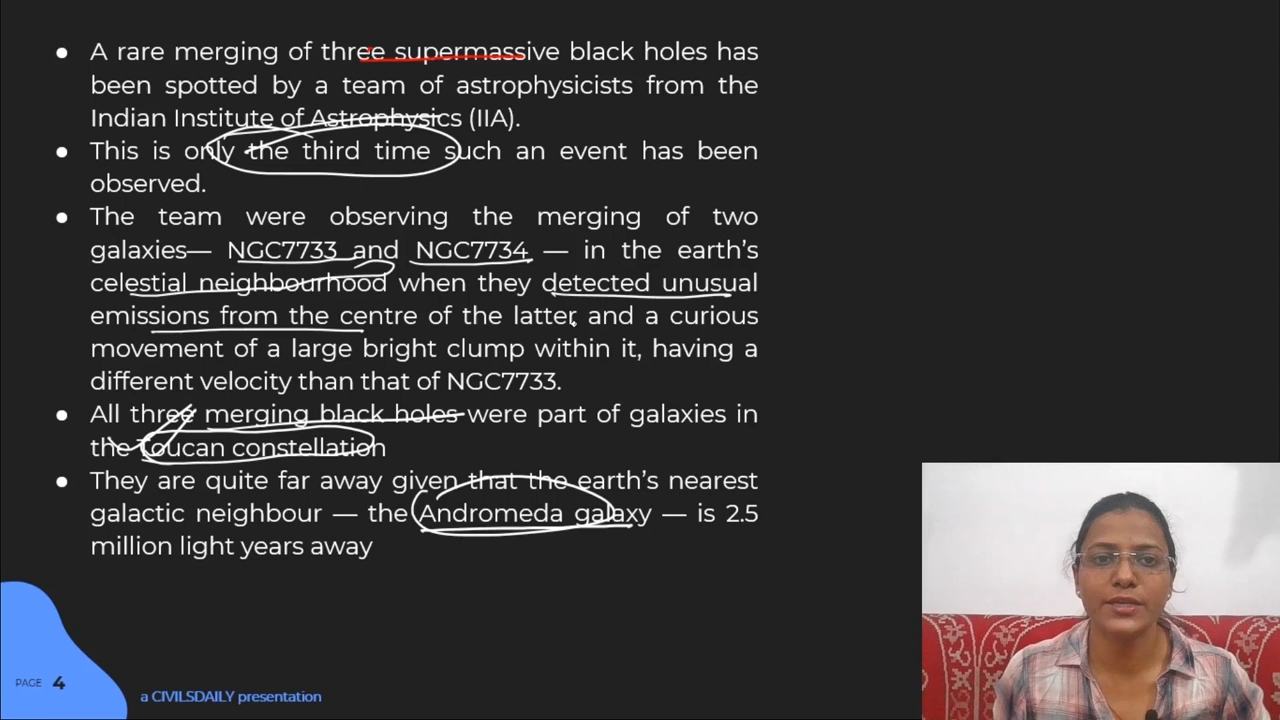 ● A rare merging of three supermassive black holes has
been spotted by a team of astrophysicists from the
Indian Institute of Astrophysics (IIA).
● This is only the third time such an event has been
observed.
● The team were observing the merging of two
galaxies— NGC7733 and NGC7734 — in the earth's
celestial neighbourhood when they detected unusual
emissions from the centre of the latter, and a curious
movement of a large bright clump within it, having a
different velocity than that of NGC7733.
● All three merging black holes were part of galaxies in
the Toucan constellation
● They are quite far away given that the earth's nearest
galactic neighbour — the Andromeda galaxy — is 2.5
million light years away
PAGE 4
a CIVILSDAILY presentation